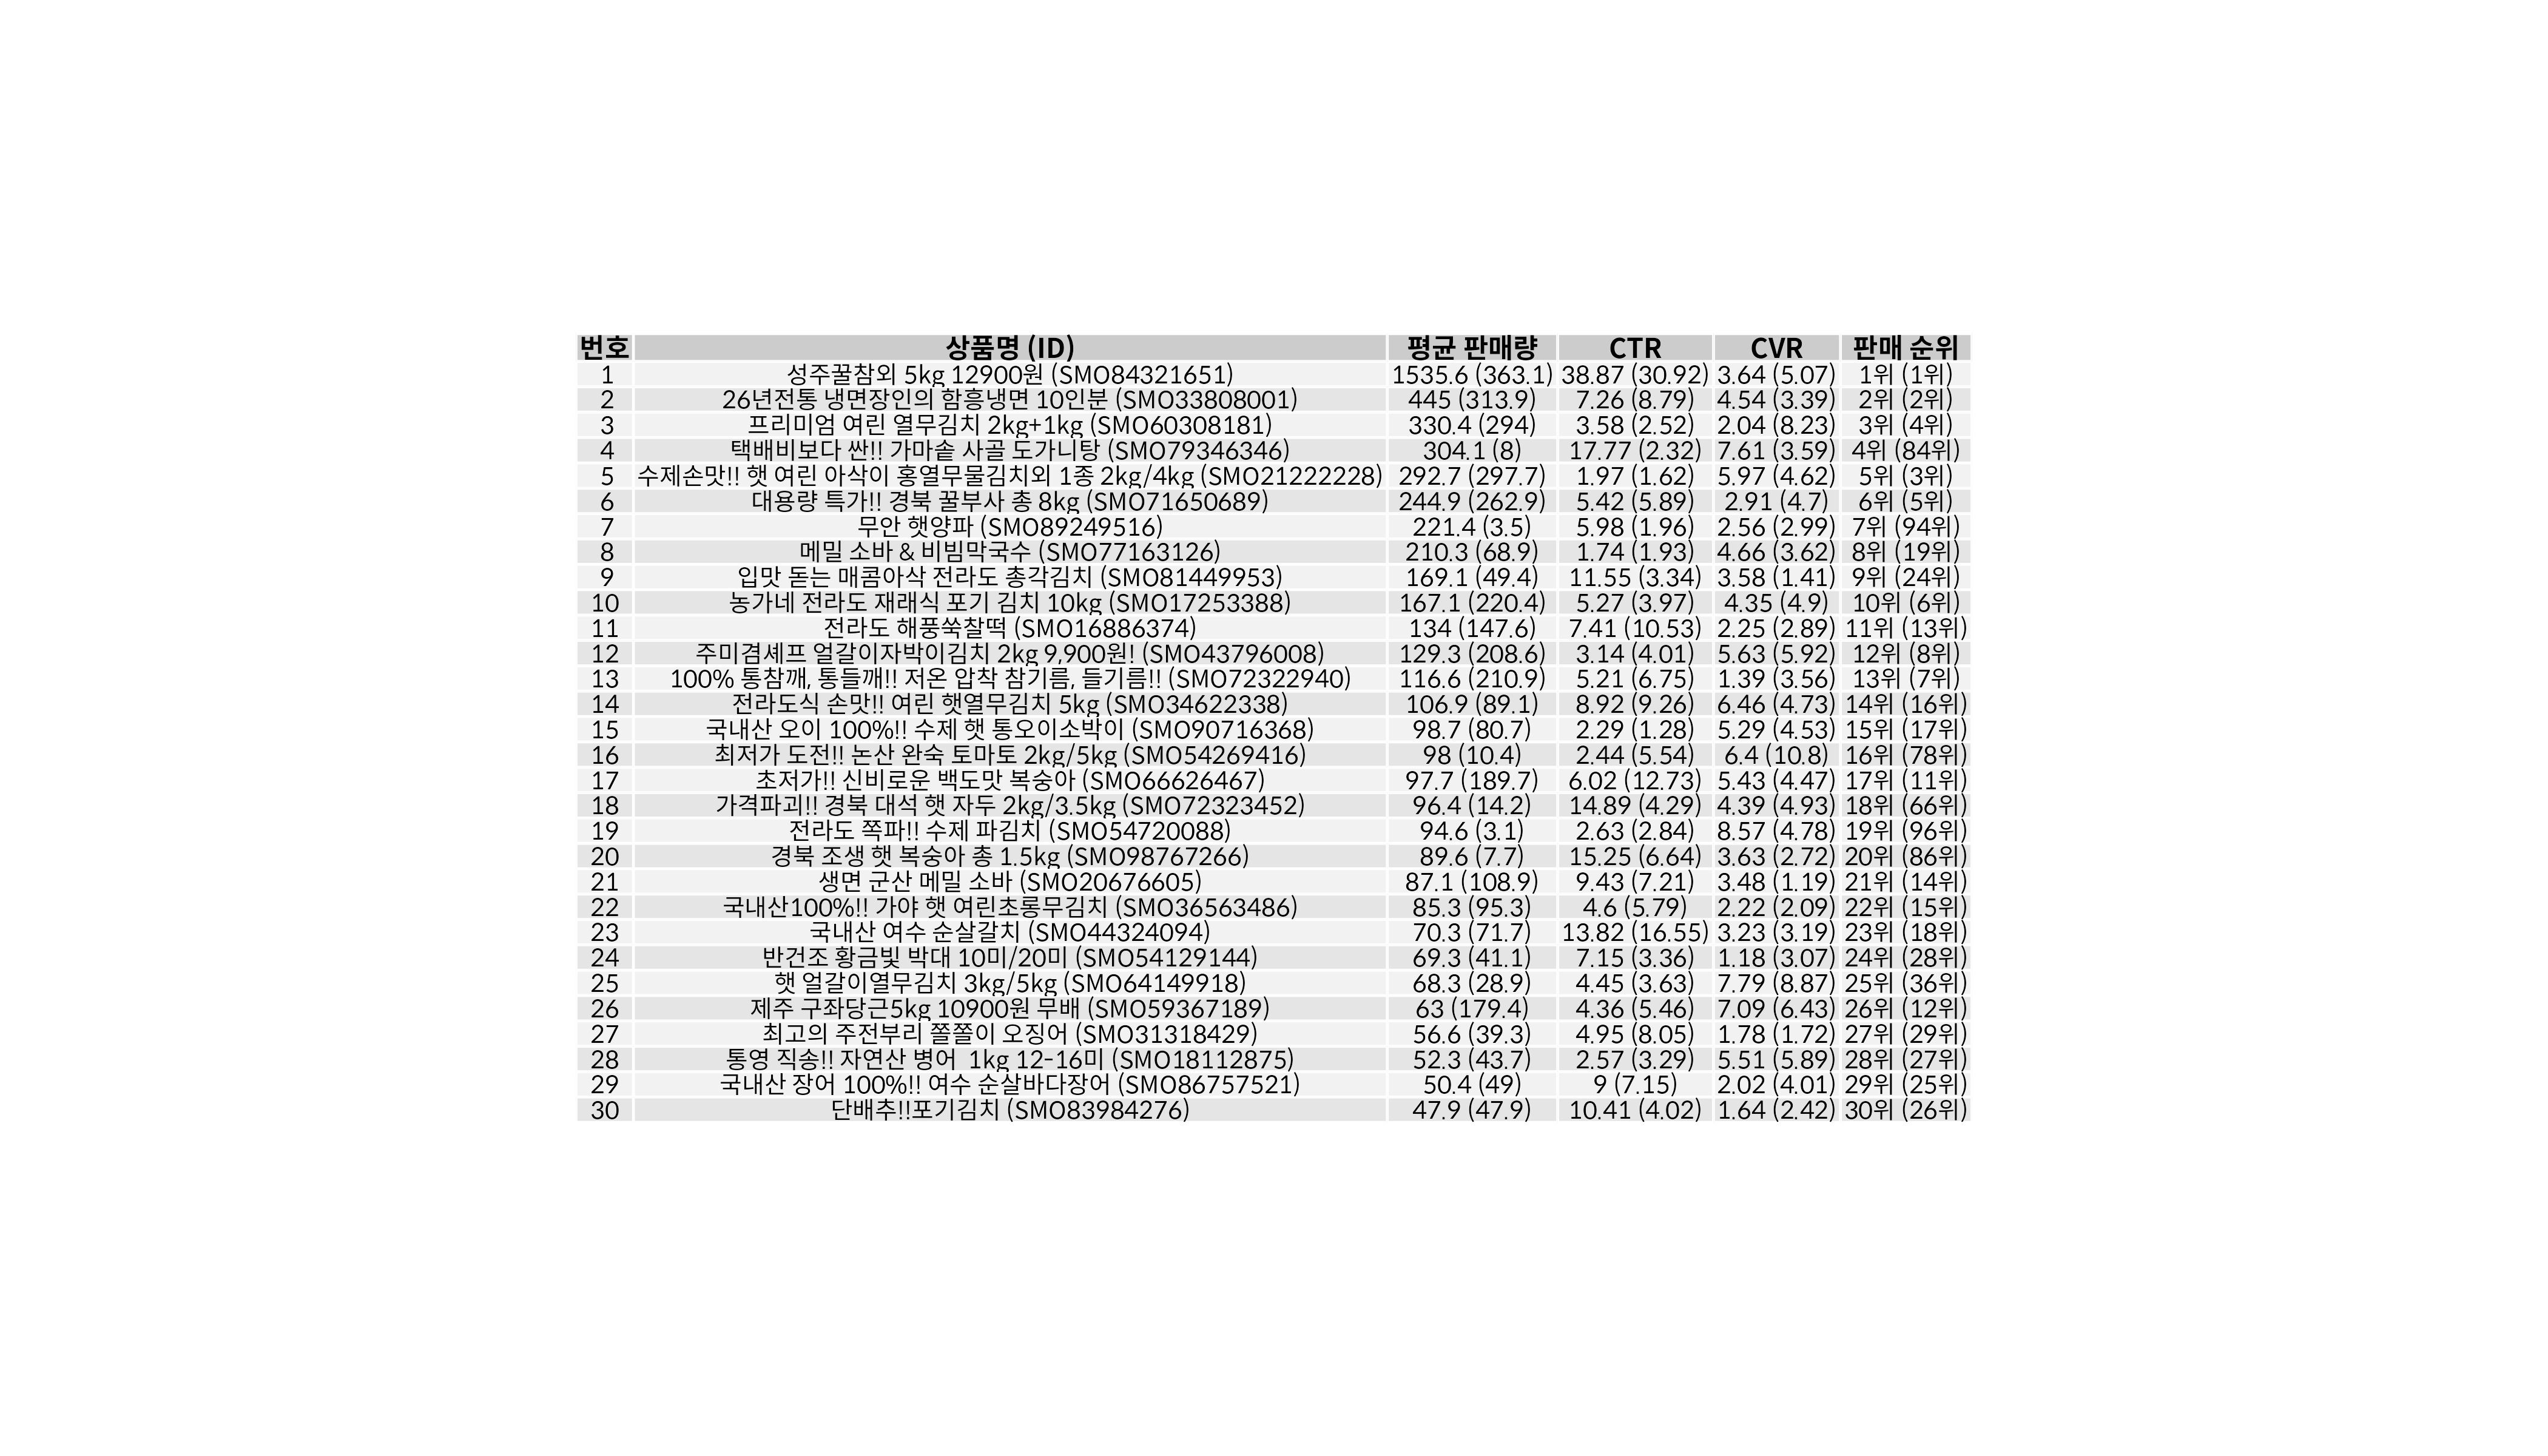 번호 상품명 (ID) 평균 판매량 CTR CVR 판매 순위
1 성주꿀참외 5kg 12900원 (SMO84321651) 1535.6 (363.1) 38.87 (30.92) 3.64 (5.07) 1위 (1위)
2 26년전통 냉면장인의 함흥냉면 10인분 (SMO33808001) 445 (313.9) 7.26 (8.79) 4.54 (3.39) 2위 (2위)
3 프리미엄 여린 열무김치 2kg+1kg (SMO60308181) 330.4 (294) 3.58 (2.52) 2.04 (8.23) 3위 (4위)
4 택배비보다 싼!! 가마솥 사골 도가니탕 (SMO79346346) 304.1 (8) 17.77 (2.32) 7.61 (3.59) 4위 (84위)
5 수제손맛!! 햇 여린 아삭이 홍열무물김치외 1종 2kg/4kg (SMO21222228) 292.7 (297.7) 1.97 (1.62) 5.97 (4.62) 5위 (3위)
6 대용량 특가!! 경북 꿀부사 총 8kg (SMO71650689) 244.9 (262.9) 5.42 (5.89) 2.91 (4.7) 6위 (5위)
7 무안 햇양파 (SMO89249516) 221.4 (3.5) 5.98 (1.96) 2.56 (2.99) 7위 (94위)
8 메밀 소바 & 비빔막국수 (SMO77163126) 210.3 (68.9) 1.74 (1.93) 4.66 (3.62) 8위 (19위)
9 입맛 돋는 매콤아삭 전라도 총각김치 (SMO81449953) 169.1 (49.4) 11.55 (3.34) 3.58 (1.41) 9위 (24위)
10 농가네 전라도 재래식 포기 김치 10kg (SMO17253388) 167.1 (220.4) 5.27 (3.97) 4.35 (4.9) 10위 (6위)
11 전라도 해풍쑥찰떡 (SMO16886374) 134 (147.6) 7.41 (10.53) 2.25 (2.89) 11위 (13위)
12 주미겸셰프 얼갈이자박이김치 2kg 9,900원! (SMO43796008) 129.3 (208.6) 3.14 (4.01) 5.63 (5.92) 12위 (8위)
13 100% 통참깨, 통들깨!! 저온 압착 참기름, 들기름!! (SMO72322940) 116.6 (210.9) 5.21 (6.75) 1.39 (3.56) 13위 (7위)
14 전라도식 손맛!! 여린 햇열무김치 5kg (SMO34622338) 106.9 (89.1) 8.92 (9.26) 6.46 (4.73) 14위 (16위)
15 국내산 오이 100%!! 수제 햇 통오이소박이 (SMO90716368) 98.7 (80.7) 2.29 (1.28) 5.29 (4.53) 15위 (17위)
16 최저가 도전!! 논산 완숙 토마토 2kg/5kg (SMO54269416) 98 (10.4) 2.44 (5.54) 6.4 (10.8) 16위 (78위)
17 초저가!! 신비로운 백도맛 복숭아 (SMO66626467) 97.7 (189.7) 6.02 (12.73) 5.43 (4.47) 17위 (11위)
18 가격파괴!! 경북 대석 햇 자두 2kg/3.5kg (SMO72323452) 96.4 (14.2) 14.89 (4.29) 4.39 (4.93) 18위 (66위)
19 전라도 쪽파!! 수제 파김치 (SMO54720088) 94.6 (3.1) 2.63 (2.84) 8.57 (4.78) 19위 (96위)
20 경북 조생 햇 복숭아 총 1.5kg (SMO98767266) 89.6 (7.7) 15.25 (6.64) 3.63 (2.72) 20위 (86위)
21 생면 군산 메밀 소바 (SMO20676605) 87.1 (108.9) 9.43 (7.21) 3.48 (1.19) 21위 (14위)
22 국내산100%!! 가야 햇 여린초롱무김치 (SMO36563486) 85.3 (95.3) 4.6 (5.79) 2.22 (2.09) 22위 (15위)
23 국내산 여수 순살갈치 (SMO44324094) 70.3 (71.7) 13.82 (16.55) 3.23 (3.19) 23위 (18위)
24 반건조 황금빛 박대 10미/20미 (SMO54129144) 69.3 (41.1) 7.15 (3.36) 1.18 (3.07) 24위 (28위)
25 햇 얼갈이열무김치 3kg/5kg (SMO64149918) 68.3 (28.9) 4.45 (3.63) 7.79 (8.87) 25위 (36위)
26 제주 구좌당근5kg 10900원 무배 (SMO59367189) 63 (179.4) 4.36 (5.46) 7.09 (6.43) 26위 (12위)
27 최고의 주전부리 쫄쫄이 오징어 (SMO31318429) 56.6 (39.3) 4.95 (8.05) 1.78 (1.72) 27위 (29위)
28 통영 직송!! 자연산 병어  1kg 12-16미 (SMO18112875) 52.3 (43.7) 2.57 (3.29) 5.51 (5.89) 28위 (27위)
29 국내산 장어 100%!! 여수 순살바다장어 (SMO86757521) 50.4 (49) 9 (7.15) 2.02 (4.01) 29위 (25위)
30 단배추!!포기김치 (SMO83984276) 47.9 (47.9) 10.41 (4.02) 1.64 (2.42) 30위 (26위)